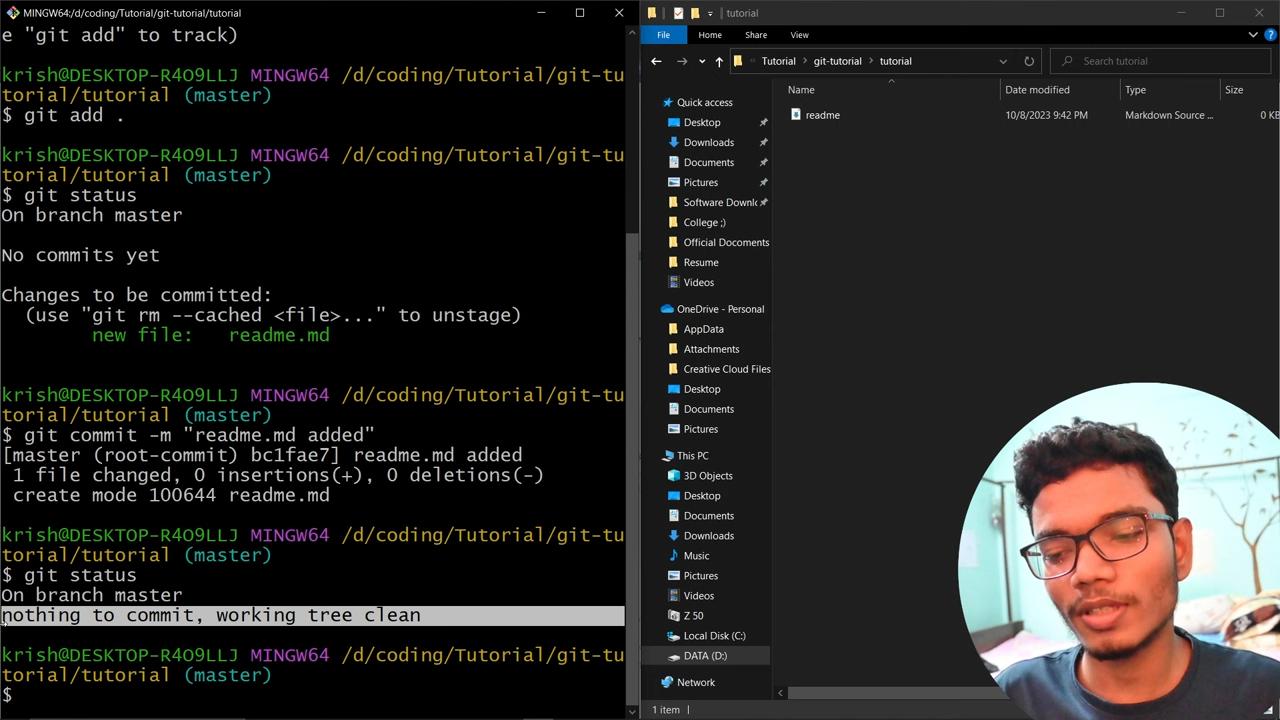 MINGW64:/d/coding/Tutorial/git-tutorial/tutorial
e "git add" to track)
krish@DESKTOP-R4O9LLJ MINGW64 /d/coding/Tutorial/git-tu
torial/tutorial (master)
$ git add .
krish@DESKTOP-R4O9LLJ MINGW64 /d/coding/Tutorial/git-tu
torial/tutorial (master)
$ git status
On branch master
No commits yet
Changes to be committed:
(use "git rm --cached <file>..." to unstage)
new file:   readme.md
krish@DESKTOP-R4O9LLJ MINGW64 /d/coding/Tutorial/git-tu
torial/tutorial (master)
$ git commit -m "readme.md added"
[master (root-commit) bc1fae7] readme.md added
1 file changed, 0 insertions(+), 0 deletions(-)
create mode 100644 readme.md
krish@DESKTOP-R4O9LLJ MINGW64 /d/coding/Tutorial/git-tu
torial/tutorial (master)
$ git status
On branch master
nothing to commit, working tree clean
krish@DESKTOP-R4O9LLJ MINGW64 /d/coding/Tutorial/git-tu
torial/tutorial (master)
$
tutorial
File Home Share View
Tutorial > git-tutorial > tutorial
Search tutorial
Quick access
Desktop
Downloads
Documents
Pictures
Software Downl
College ;)
Official Docoments
Resume
Videos
OneDrive - Personal
AppData
Attachments
Creative Cloud Files
Desktop
Documents
Pictures
This PC
3D Objects
Desktop
Documents
Downloads
Music
Pictures
Videos
Z 50
Local Disk (C:)
DATA (D:)
Network
Name Date modified Type Size
readme 10/8/2023 9:42 PM Markdown Source ... 0 KB
1 item